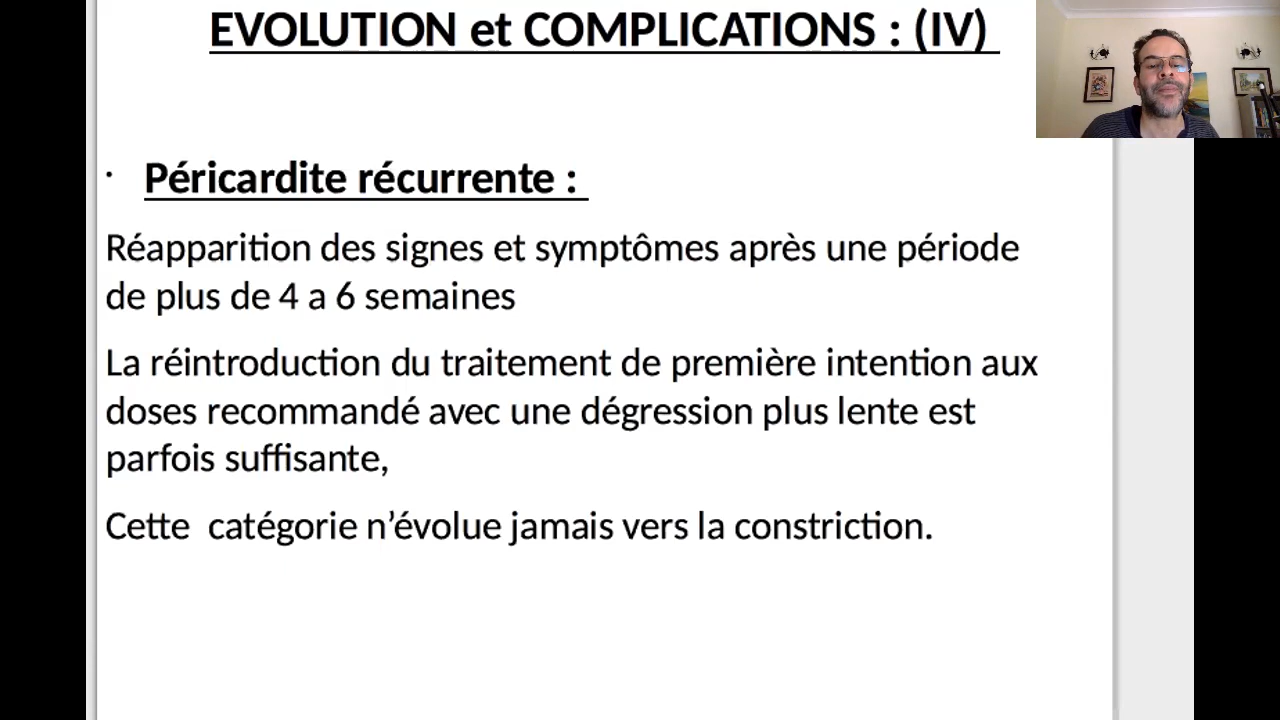 EVOLUTION et COMPLICATIONS : (IV)
· Péricardite récurrente :
Réapparition des signes et symptômes après une période
de plus de 4 a 6 semaines
La réintroduction du traitement de première intention aux
doses recommandé avec une dégression plus lente est
parfois suffisante,
Cette  catégorie n’évolue jamais vers la constriction.